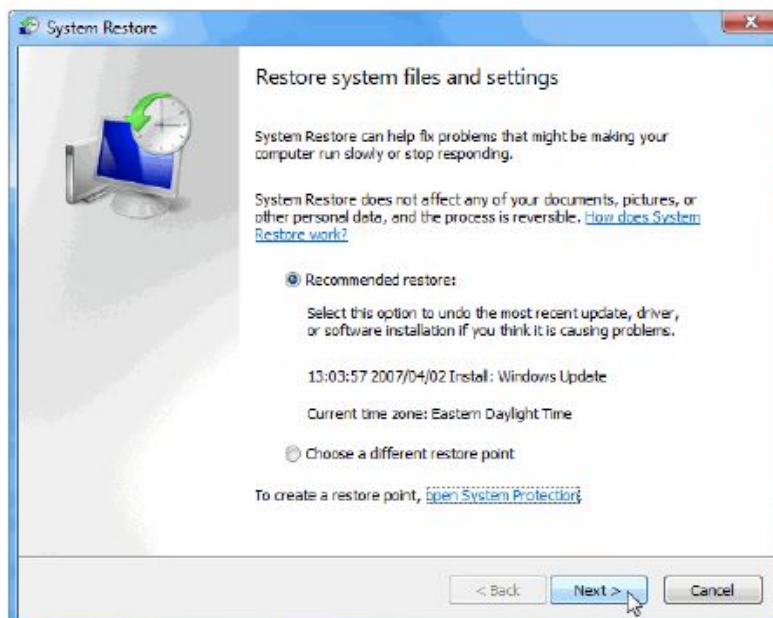 System Restore
Restore system files and settings
System Restore can help fix problems that might be making your
computer run slowly or stop responding.
System Restore does not affect any of your documents, pictures, or
other personal data, and the process is reversible. How does System
Restore work?
Recommended restore:
Select this option to undo the most recent update, driver,
or software installation if you think it is causing problems.
13:03:57 2007/04/02 Install: Windows Update
Current time zone: Eastern Daylight Time
Choose a different restore point
To create a restore point, open System Protection.
< Back Next > Cancel